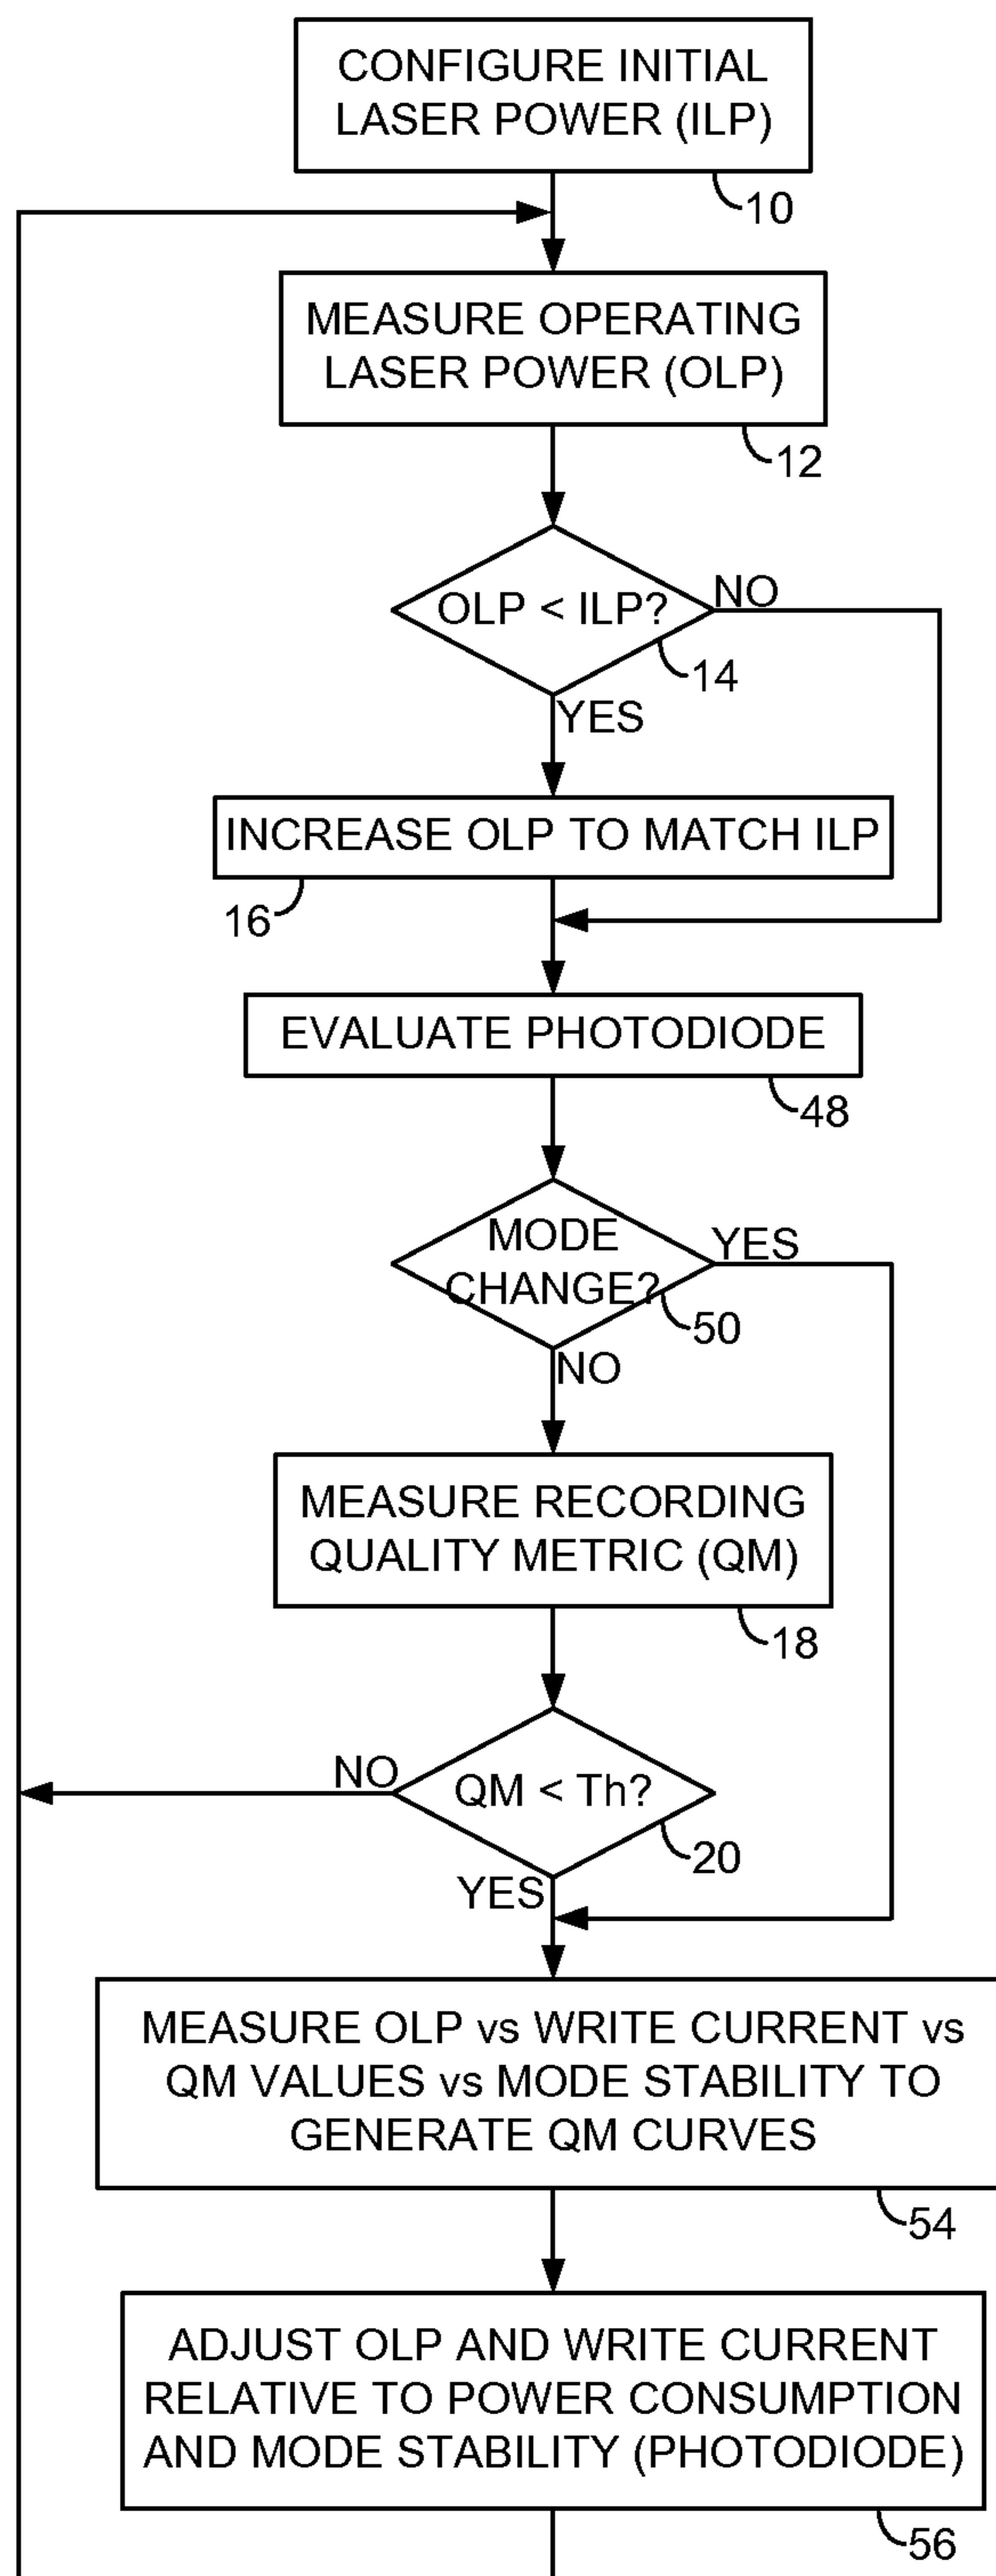 CONFIGURE INITIAL
LASER POWER (ILP)
10
MEASURE OPERATING
LASER POWER (OLP)
12
OLP < ILP?
NO
14
YES
INCREASE OLP TO MATCH ILP
16
EVALUATE PHOTODIODE
48
MODE
CHANGE?
YES
50
NO
MEASURE RECORDING
QUALITY METRIC (QM)
18
QM < Th?
NO
20
YES
MEASURE OLP vs WRITE CURRENT vs
QM VALUES vs MODE STABILITY TO
GENERATE QM CURVES
54
ADJUST OLP AND WRITE CURRENT
RELATIVE TO POWER CONSUMPTION
AND MODE STABILITY (PHOTODIODE)
56